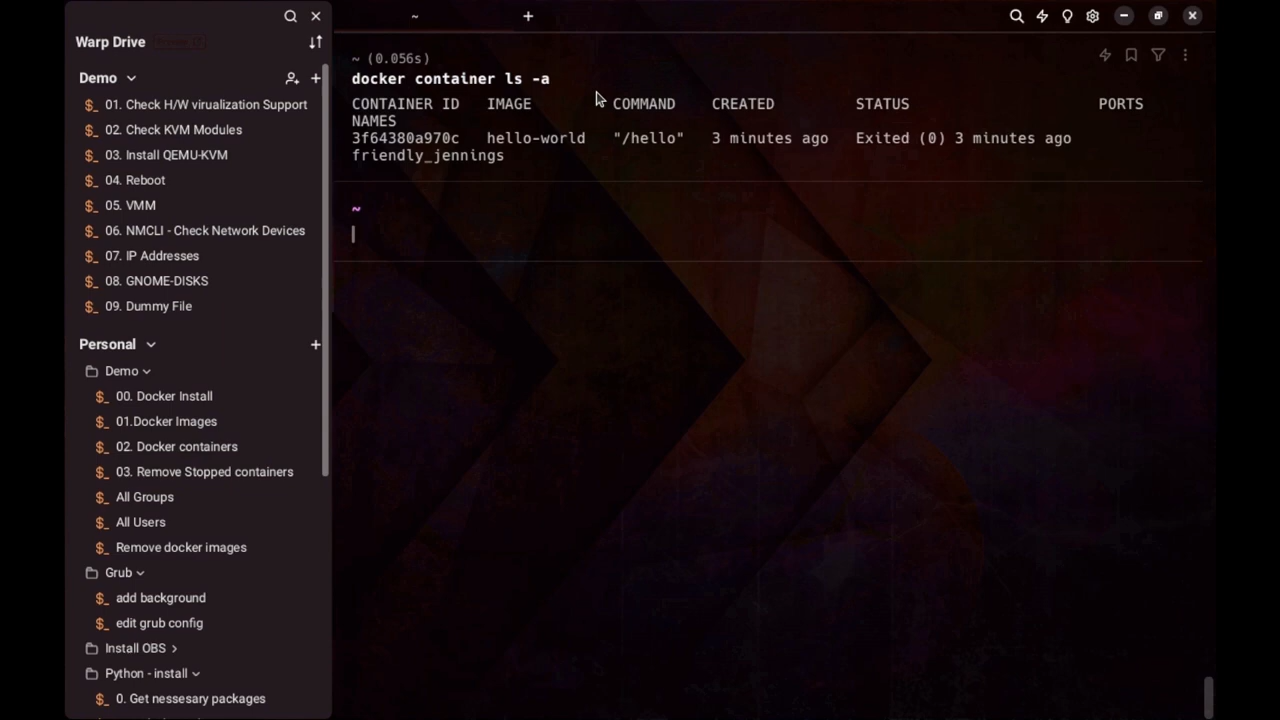 ~
Warp Drive
Demo
01. Check H/W virualization Support
02. Check KVM Modules
03. Install QEMU-KVM
04. Reboot
05. VMM
06. NMCLI - Check Network Devices
07. IP Addresses
08. GNOME-DISKS
09. Dummy File
Personal
Demo
00. Docker Install
01.Docker Images
02. Docker containers
03. Remove Stopped containers
All Groups
All Users
Remove docker images
Grub
add background
edit grub config
Install OBS
Python - install
0. Get nessesary packages
~ (0.056s)
docker container ls -a
CONTAINER ID IMAGE COMMAND CREATED STATUS PORTS
NAMES
3f64380a970c hello-world "/hello" 3 minutes ago Exited (0) 3 minutes ago
friendly_jennings
~